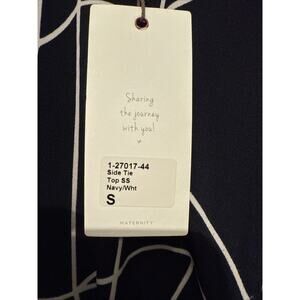 Sharing
the journey
with you!
1-27017-44
Side Tie
Top SS
Navy/Wht
S
MATERNITY